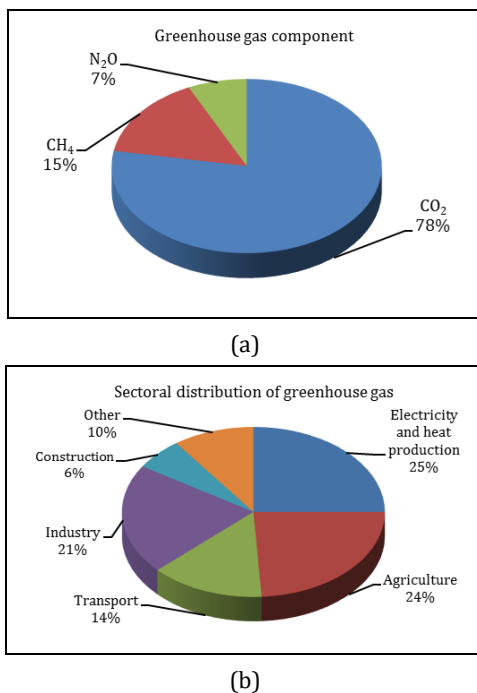 Greenhouse gas component
N₂O
7%
CH₄
15%
CO₂
78%
(a)
Sectoral distribution of greenhouse gas
Other
10%
Electricity
and heat
production
25%
Construction
6%
Industry
21%
Transport
14%
Agriculture
24%
(b)